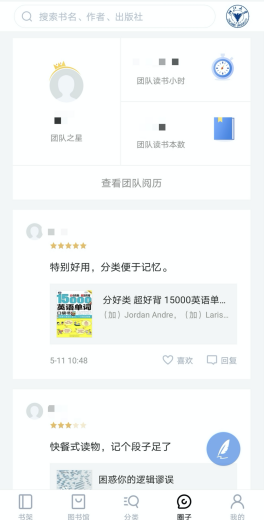 搜索书名、作者、出版社
团队之星
团队读书小时
团队读书本数
查看团队阅历
特别好用，分类便于记忆。
15000
英语单词
分好类 超好背 15000英语单...
（加）Jordan Andre,（加）Laris...
5-11 10:48
喜欢
回复
快餐式读物，记个段子足了
困惑你的逻辑谬误
书架
图书馆
分类
圈子
我的